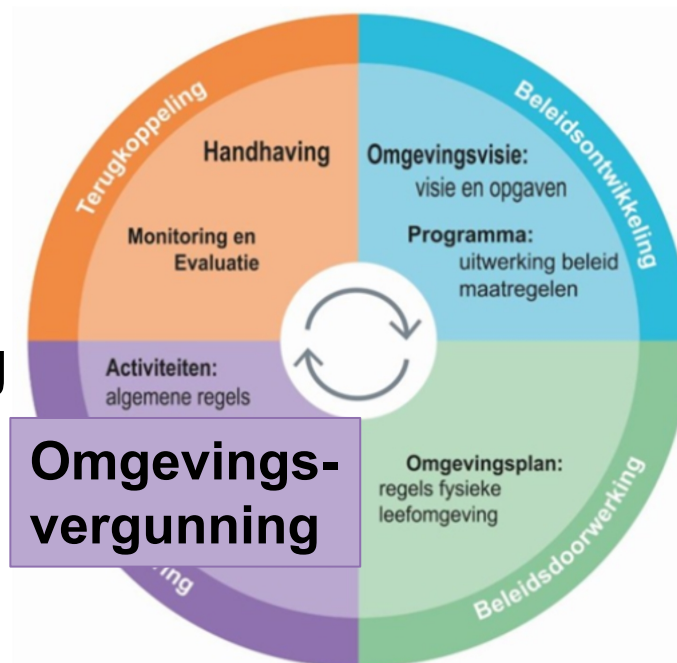 Terugkoppeling
Handhaving
Monitoring en
Evaluatie
Beleidsontwikkeling
Omgevingsvisie:
visie en opgaven
Programma:
uitwerking beleid
maatregelen
Activiteiten:
algemene regels
Omgevings-
vergunning
Omgevingsplan:
regels fysieke
leefomgeving
Beleidsdoorwerking